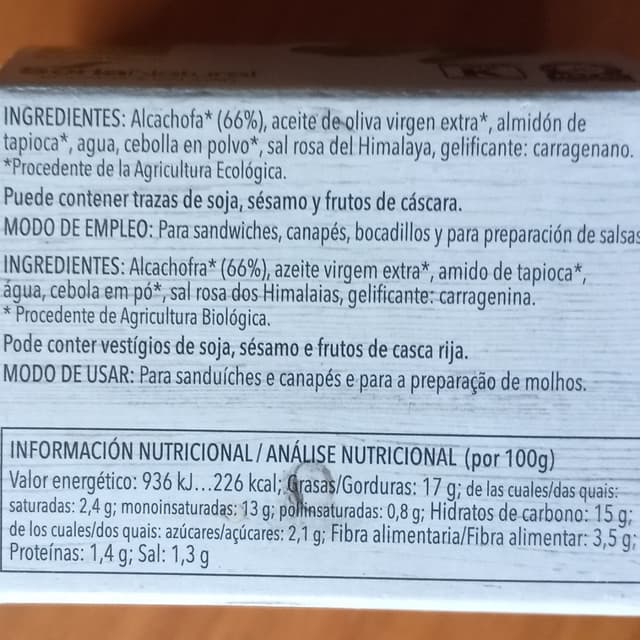 INGREDIENTES: Alcachofa* (66%), aceite de oliva virgen extra*, almidón de
tapioca*, agua, cebolla en polvo*, sal rosa del Himalaya, gelificante: carragenano.
*Procedente de la Agricultura Ecológica.
Puede contener trazas de soja, sésamo y frutos de cáscara.
MODO DE EMPLEO: Para sandwiches, canapés, bocadillos y para preparación de salsas
INGREDIENTES: Alcachofra* (66%), azeite virgem extra*, amido de tapioca*,
água, cebola em pó*, sal rosa dos Himalaias, gelificante: carragenina.
* Procedente de Agricultura Biológica.
Pode conter vestígios de soja, sésamo e frutos de casca rija.
MODO DE USAR: Para sanduíches e canapés e para a preparação de molhos.
INFORMACIÓN NUTRICIONAL / ANÁLISE NUTRICIONAL (por 100g)
Valor energético: 936 kJ...226 kcal; Grasas/Gorduras: 17 g; de las cuales/das quais:
saturadas: 2,4 g; monoinsaturadas: 13 g; poliinsaturadas: 0,8 g; Hidratos de carbono: 15 g;
de los cuales/dos quais: azúcares/açúcares: 2,1 g; Fibra alimentaria/Fibra alimentar: 3,5 g;
Proteínas: 1,4 g; Sal: 1,3 g